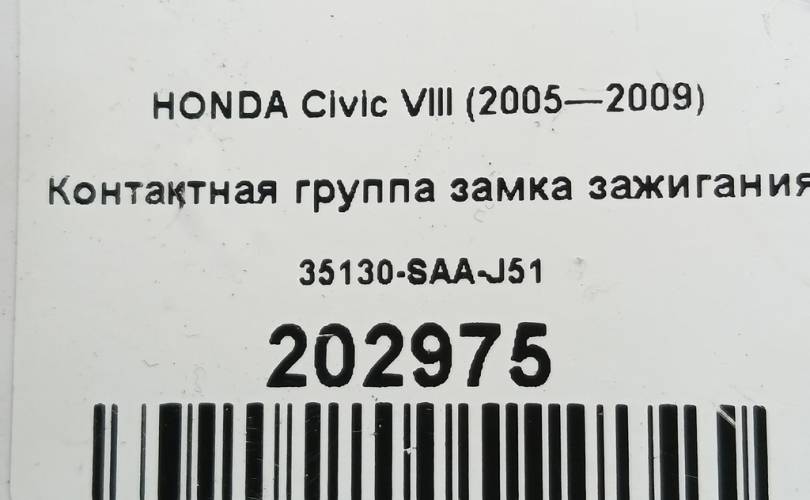 HONDA Civic VIII (2005—2009)
Контактная группа замка зажигания
35130-SAA-J51
202975